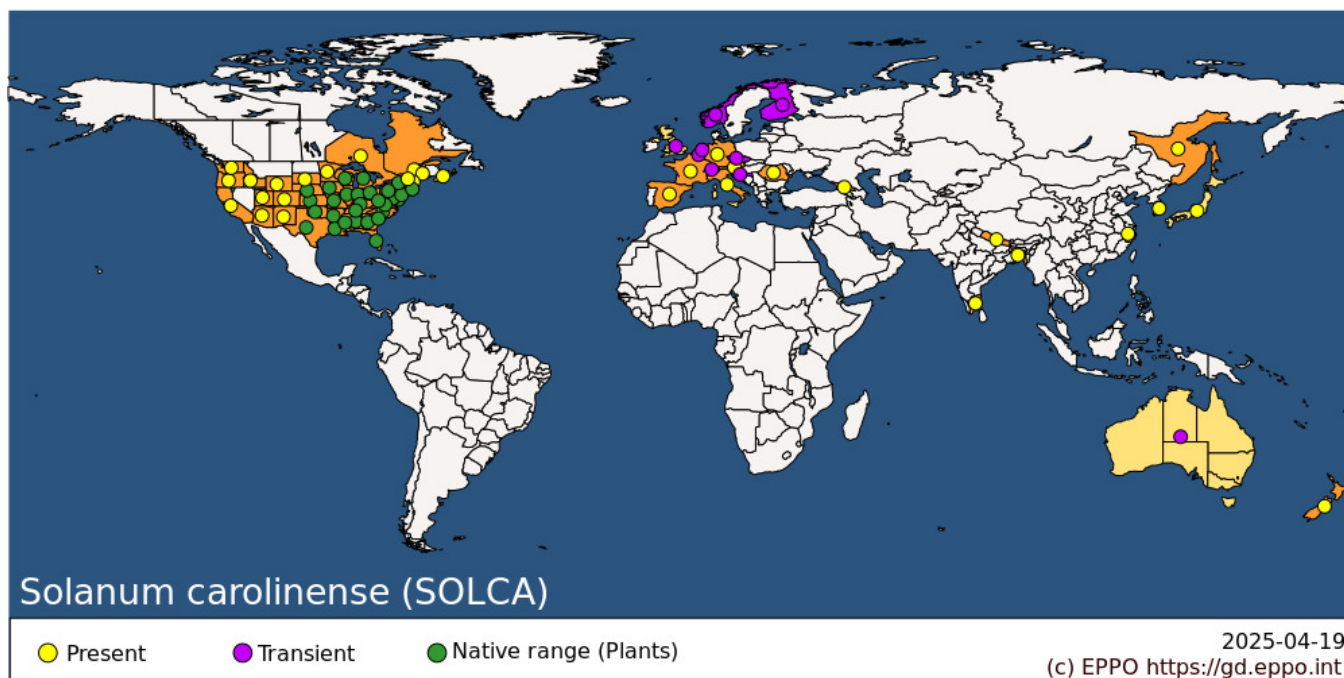 Solanum carolinense (SOLCA)
Present
Transient
Native range (Plants)
2025-04-19
(c) EPPO https://gd.eppo.int